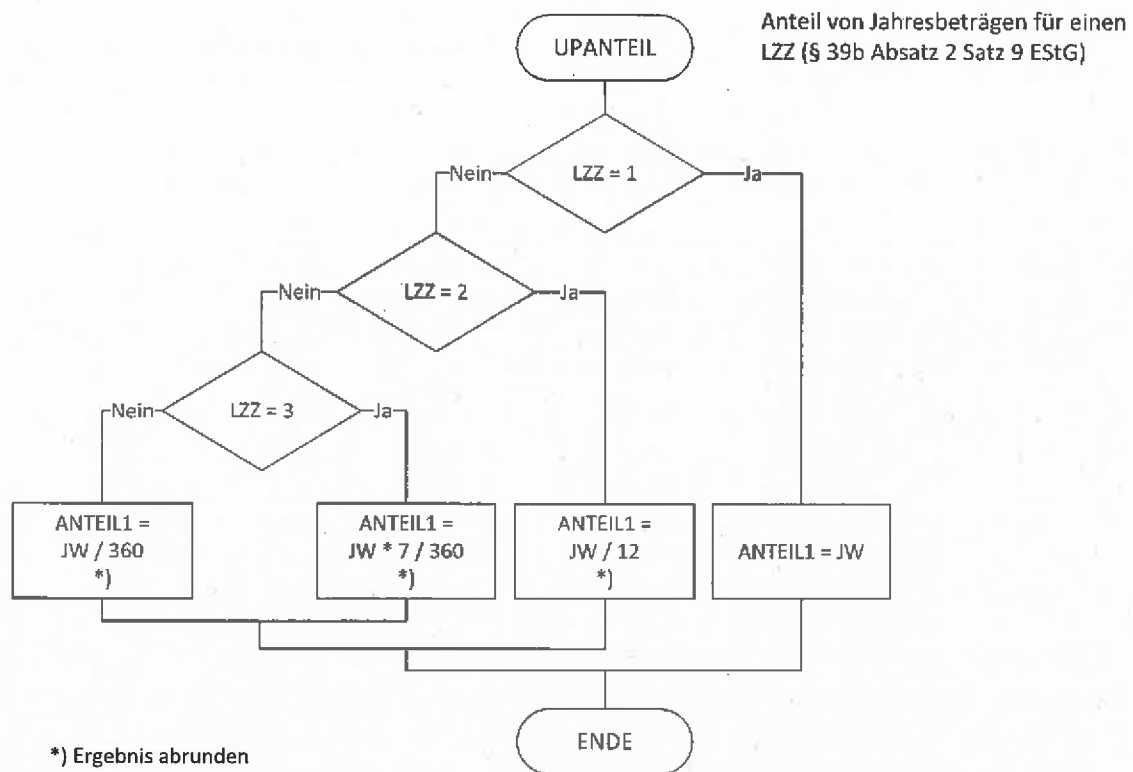 UPANTEIL
Anteil von Jahresbeträgen für einen
LZZ (§ 39b Absatz 2 Satz 9 EStG)
LZZ = 1
Nein
Ja
LZZ = 2
Nein
Ja
LZZ = 3
Nein
Ja
ANTEIL1 =
JW / 360
*)
ANTEIL1 =
JW * 7 / 360
*)
ANTEIL1 =
JW / 12
*)
ANTEIL1 = JW
ENDE
*) Ergebnis abrunden